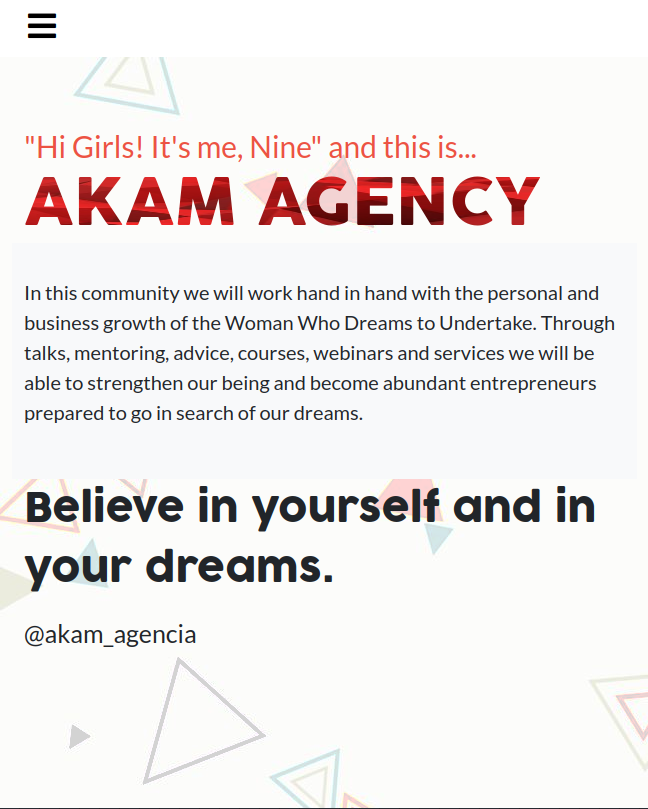 "Hi Girls! It's me, Nine" and this is...
AKAM AGENCY
In this community we will work hand in hand with the personal and
business growth of the Woman Who Dreams to Undertake. Through
talks, mentoring, advice, courses, webinars and services we will be
able to strengthen our being and become abundant entrepreneurs
prepared to go in search of our dreams.
Believe in yourself and in
your dreams.
@akam_agencia